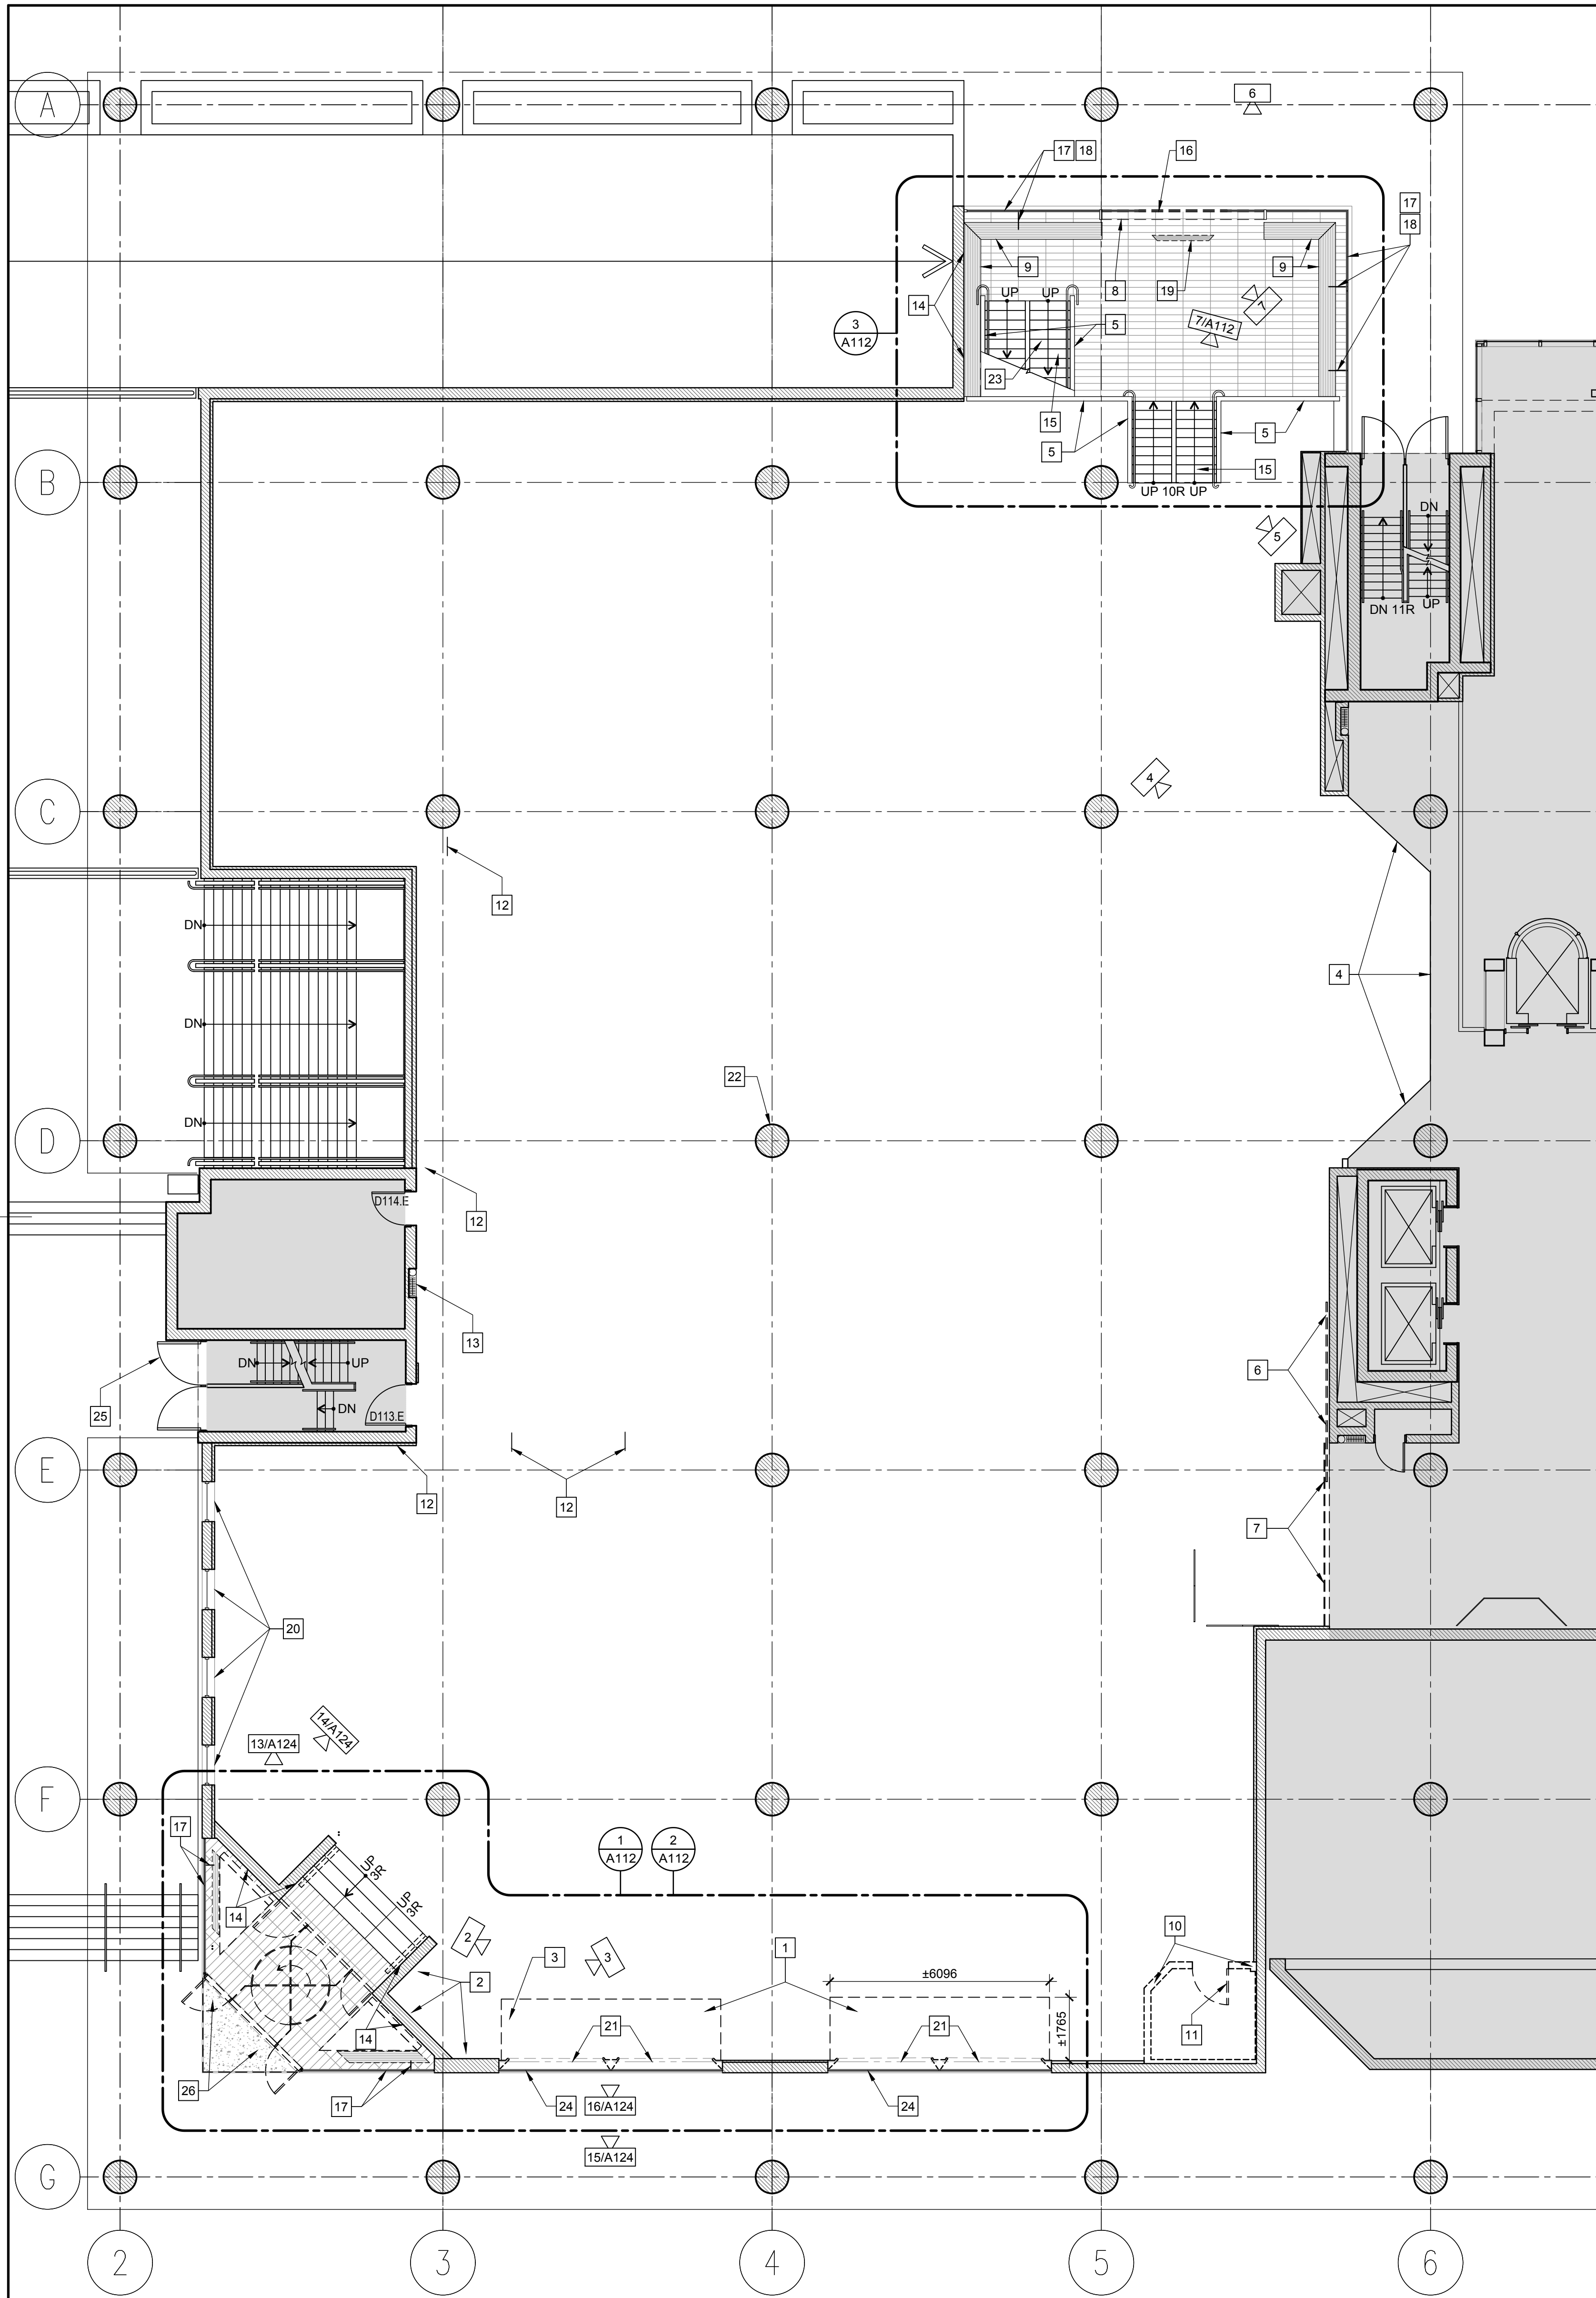 A
6
17 18
16
17
18
9
9
14
8
19
7
UP UP
7/A112
5
3
A112
23
15
5
5
15
UP 10R UP
B
5
DN
DN 11R UP
4
C
12
DN
4
DN
22
DN
D
D114.E
12
13
DN UP
6
25
DN
D113.E
E
12
12
7
20
14/A124
13/A124
F
17
1
A112
2
A112
UP
3R
UP
3R
14
2
10
3
3
1
2
±6096
21
21
±1765
14
11
26
17
24
16/A124
24
15/A124
G
2
3
4
5
6